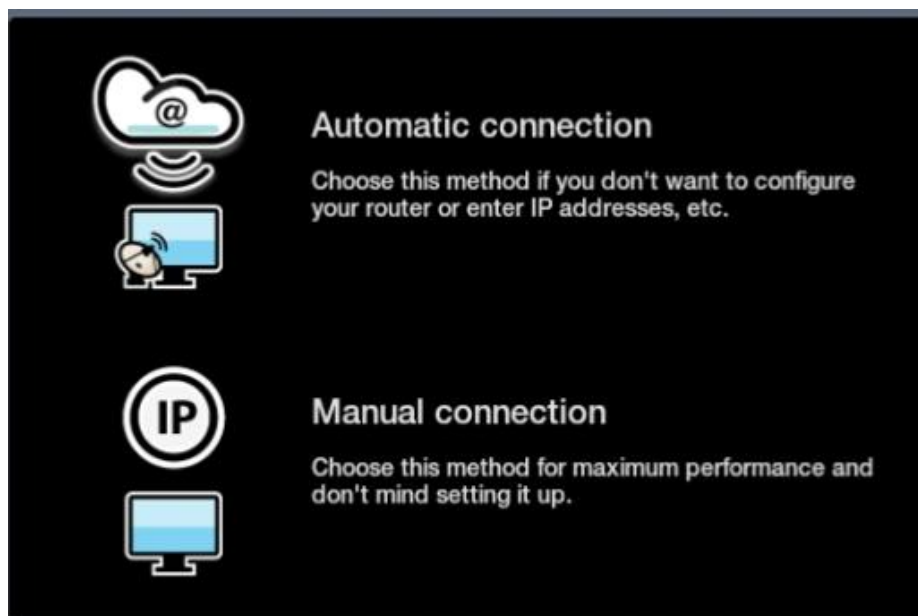 @
Automatic connection
Choose this method if you don't want to configure
your router or enter IP addresses, etc.
IP
Manual connection
Choose this method for maximum performance and
don't mind setting it up.